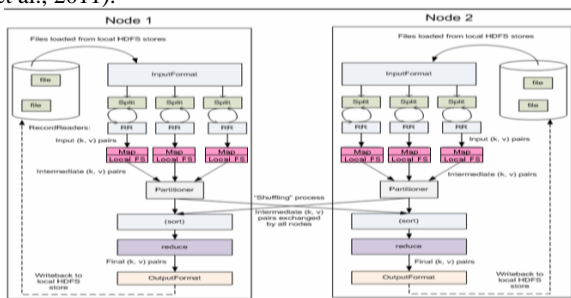 et al., 2011).
Node 1
Files loaded from local HDFS stores
file
file
InputFormat
Split Split Split
RecordReaders: RR RR RR
Input (k, v) pairs
Map Map Map
Local FS Local FS Local FS
Intermediate (k, v) pairs
Partitioner
(sort)
reduce
Final (k, v) pairs
OutputFormat
Writeback to
local HDFS
store
"Shuffling" process
Intermediate (k, v)
pairs exchanged
by all nodes
Node 2
Files loaded from local HDFS stores
file
file
InputFormat
Split Split Split
RR RR RR
Input (k, v) pairs
Map Map Map
Local FS Local FS Local FS
Intermediate (k, v) pairs
Partitioner
(sort)
reduce
Final (k, v) pairs
OutputFormat
Writeback to
local HDFS
store